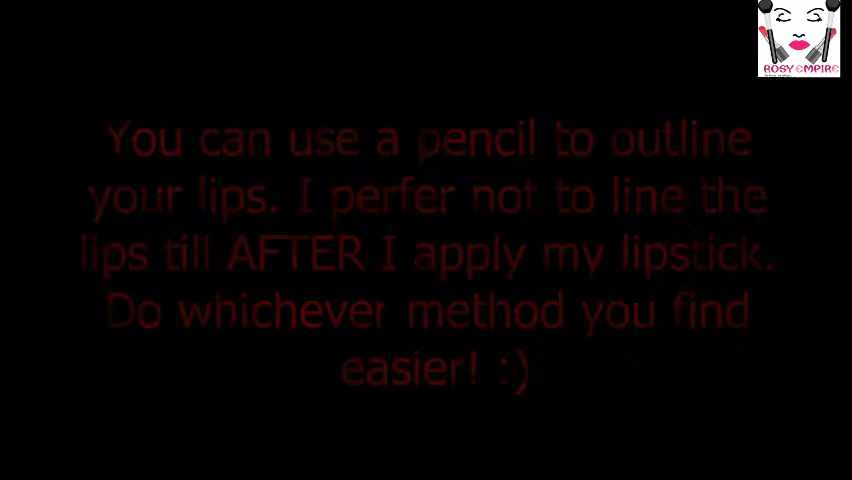 ROSY EMPIRE
You can use a pencil to outline
your lips. I perfer not to line the
lips till AFTER I apply my lipstick.
Do whichever method you find
easier! :)